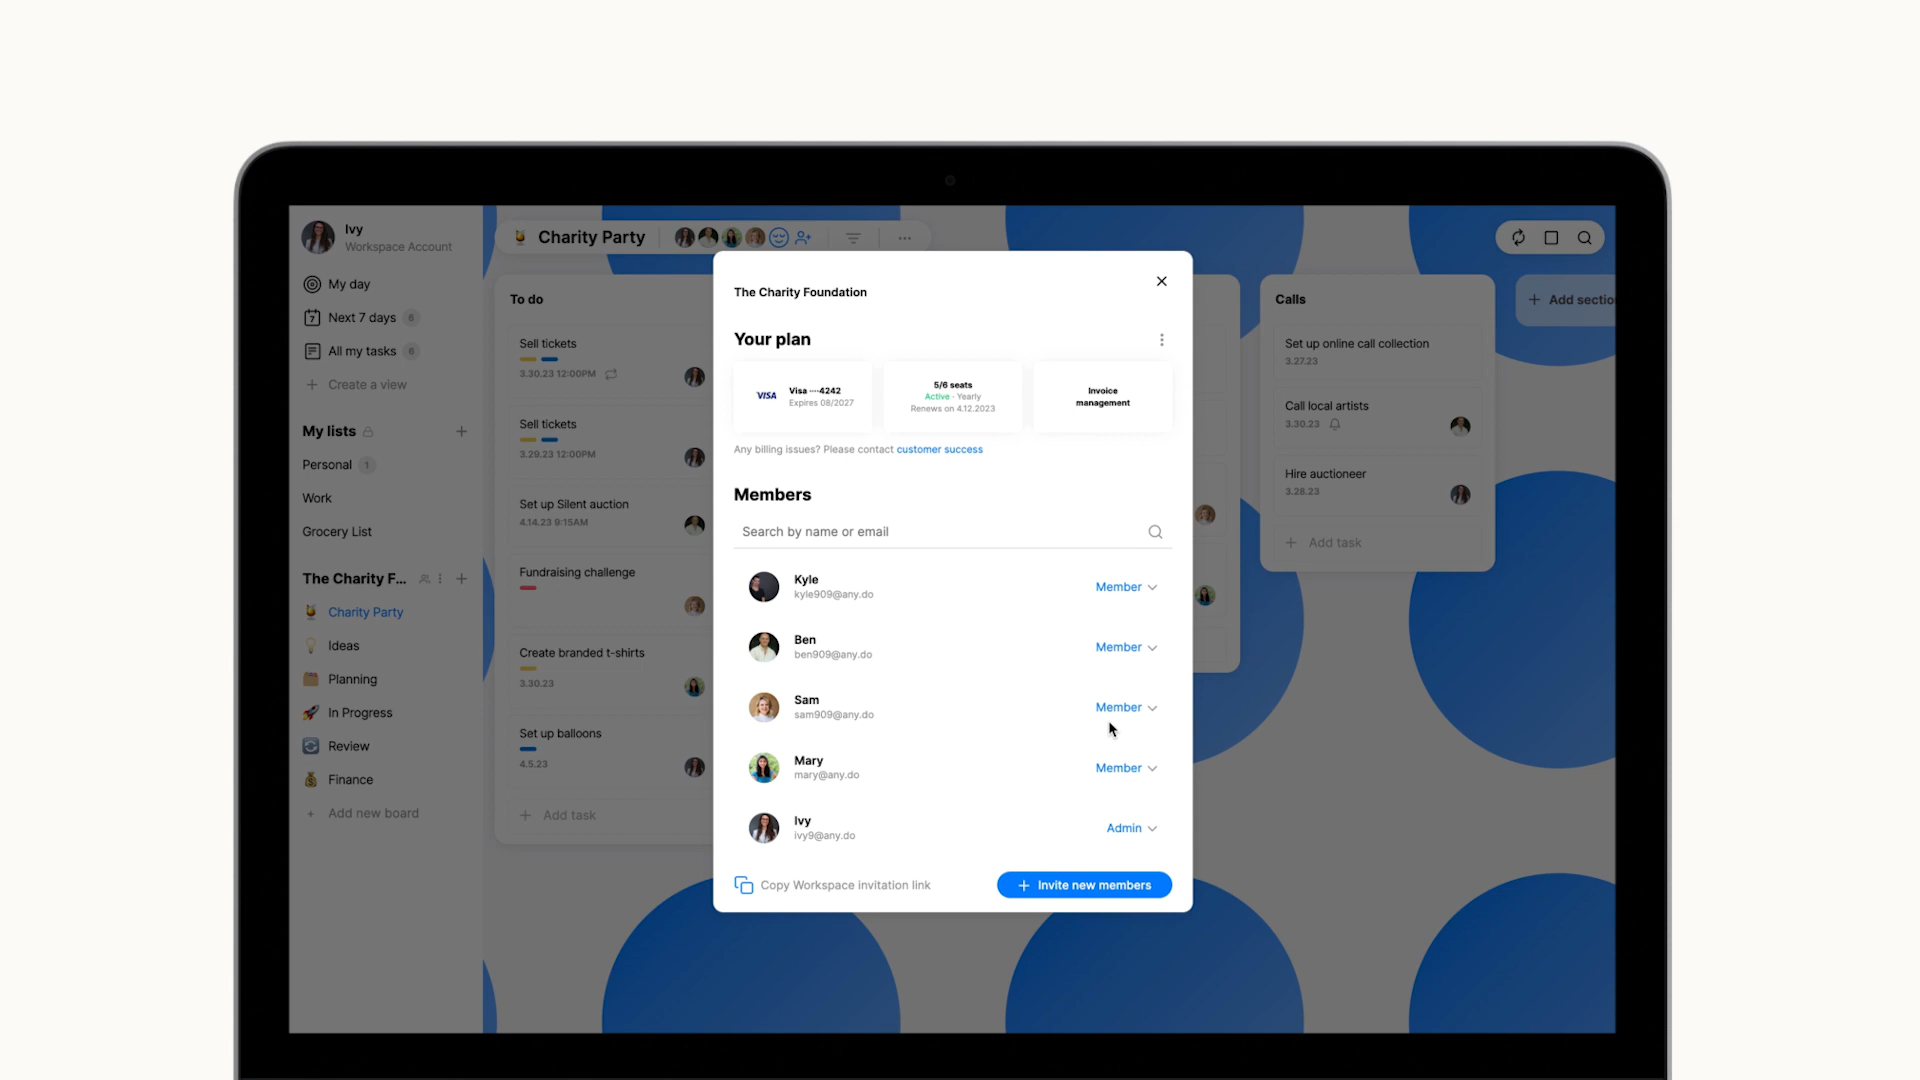 Ivy
Workspace Account
My day
7 Next 7 days 6
All my tasks 6
+ Create a view
My lists +
Personal 1
Work
Grocery List
The Charity F... +
Charity Party
Ideas
Planning
In Progress
Review
Finance
+ Add new board
Charity Party
To do
Sell tickets
3.30.23 12:00PM
Sell tickets
3.29.23 12:00PM
Set up Silent auction
4.14.23 9:15AM
Fundraising challenge
Create branded t-shirts
3.30.23
Set up balloons
4.5.23
+ Add task
The Charity Foundation
Your plan
VISA
Visa ····4242
Expires 08/2027
5/6 seats
Active · Yearly
Renews on 4.12.2023
Invoice
management
Any billing issues? Please contact customer success
Members
Search by name or email
Kyle
kyle909@any.do
Member
Ben
ben909@any.do
Member
Sam
sam909@any.do
Member
Mary
mary@any.do
Member
Ivy
ivy9@any.do
Admin
Copy Workspace invitation link
+ Invite new members
Calls
Set up online call collection
3.27.23
Call local artists
3.30.23
Hire auctioneer
3.28.23
+ Add task
+ Add sectio